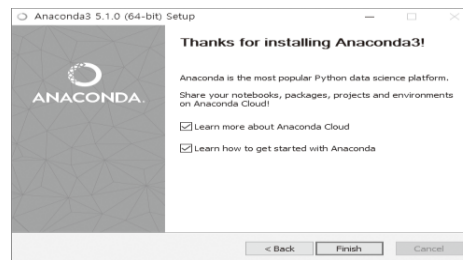 Anaconda3 5.1.0 (64-bit) Setup
Thanks for installing Anaconda3!
ANACONDA.
Anaconda is the most popular Python data science platform.
Share your notebooks, packages, projects and environments
on Anaconda Cloud!
Learn more about Anaconda Cloud
Learn how to get started with Anaconda
< Back
Finish
Cancel